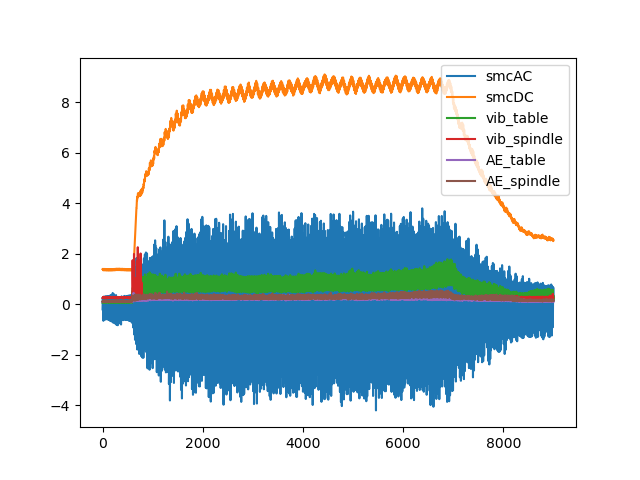 8
6
4
2
0
−2
−4
0
2000
4000
6000
8000
smcAC
smcDC
vib_table
vib_spindle
AE_table
AE_spindle